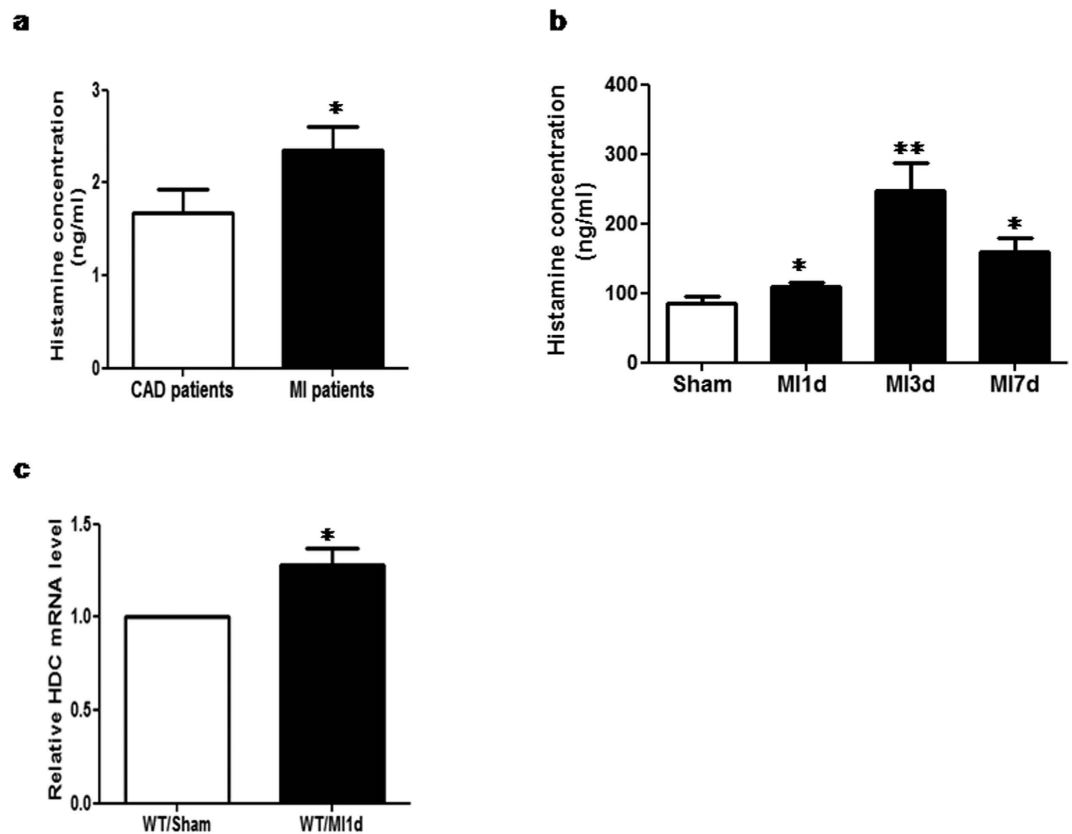 a
Histamine concentration
(ng/ml)
3
2
1
0
*
CAD patients
MI patients
b
Histamine concentration
(ng/ml)
400
300
200
100
0
*
**
*
Sham
MI1d
MI3d
MI7d
c
Relative HDC mRNA level
1.5
1.0
0.5
0.0
*
WT/Sham
WT/MI1d